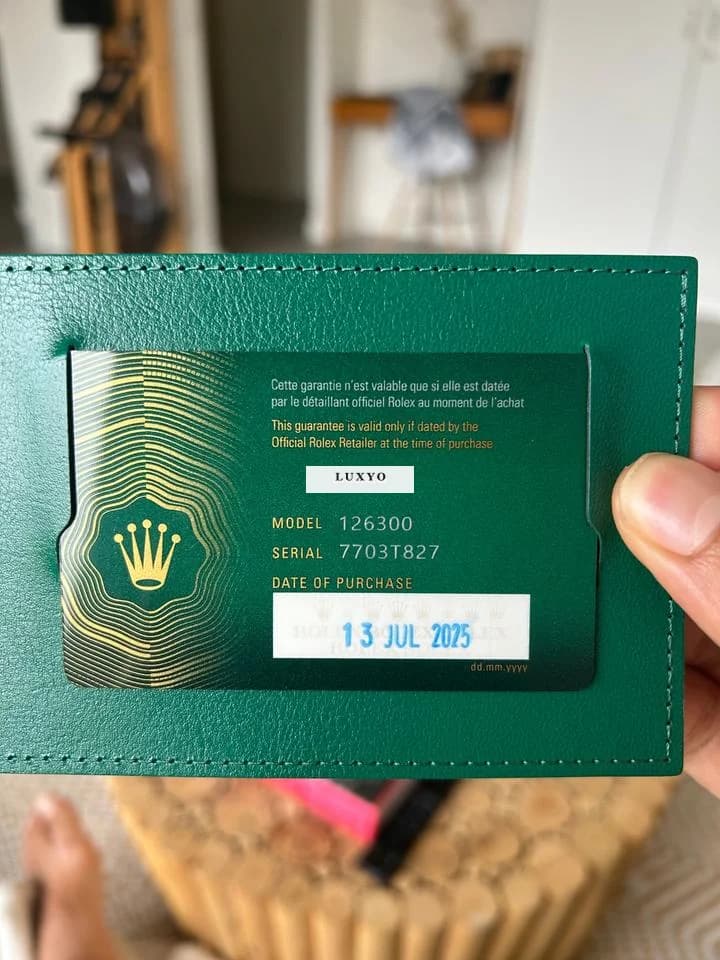 Cette garantie n'est valable que si elle est datée
par le détaillant officiel Rolex au moment de l'achat
This guarantee is valid only if dated by the
Official Rolex Retailer at the time of purchase
LUXYO
MODEL 126300
SERIAL 7703T827
DATE OF PURCHASE
13 JUL 2025
dd.mm.yyyy